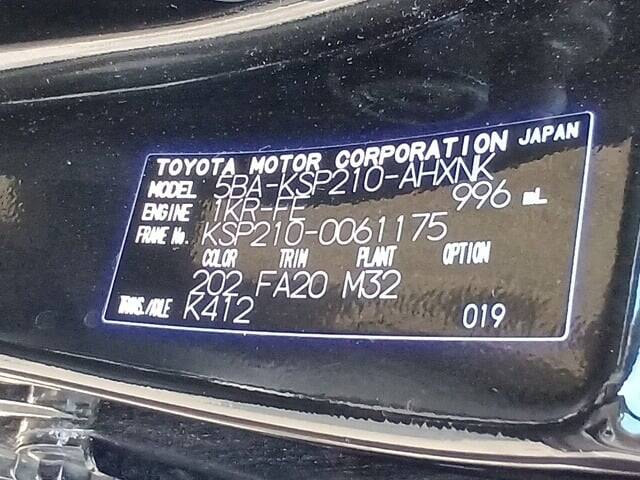 TOYOTA MOTOR CORPORATION JAPAN
MODEL 5BA-KSP210-AHXNK
ENGINE 1KR-FE 996 mL
FRAME No. KSP210-0061175
COLOR TRIM PLANT OPTION
202 FA20 M32
TRANS./AXLE K412 019